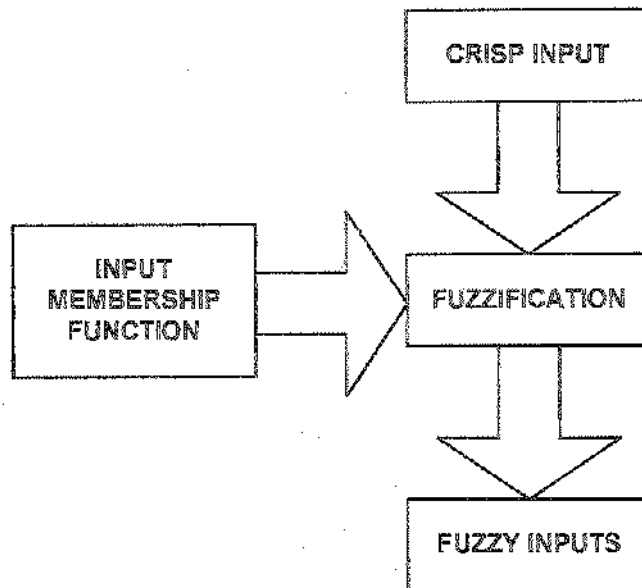 CRISP INPUT
INPUT
MEMBERSHIP
FUNCTION
FUZZIFICATION
FUZZY INPUTS